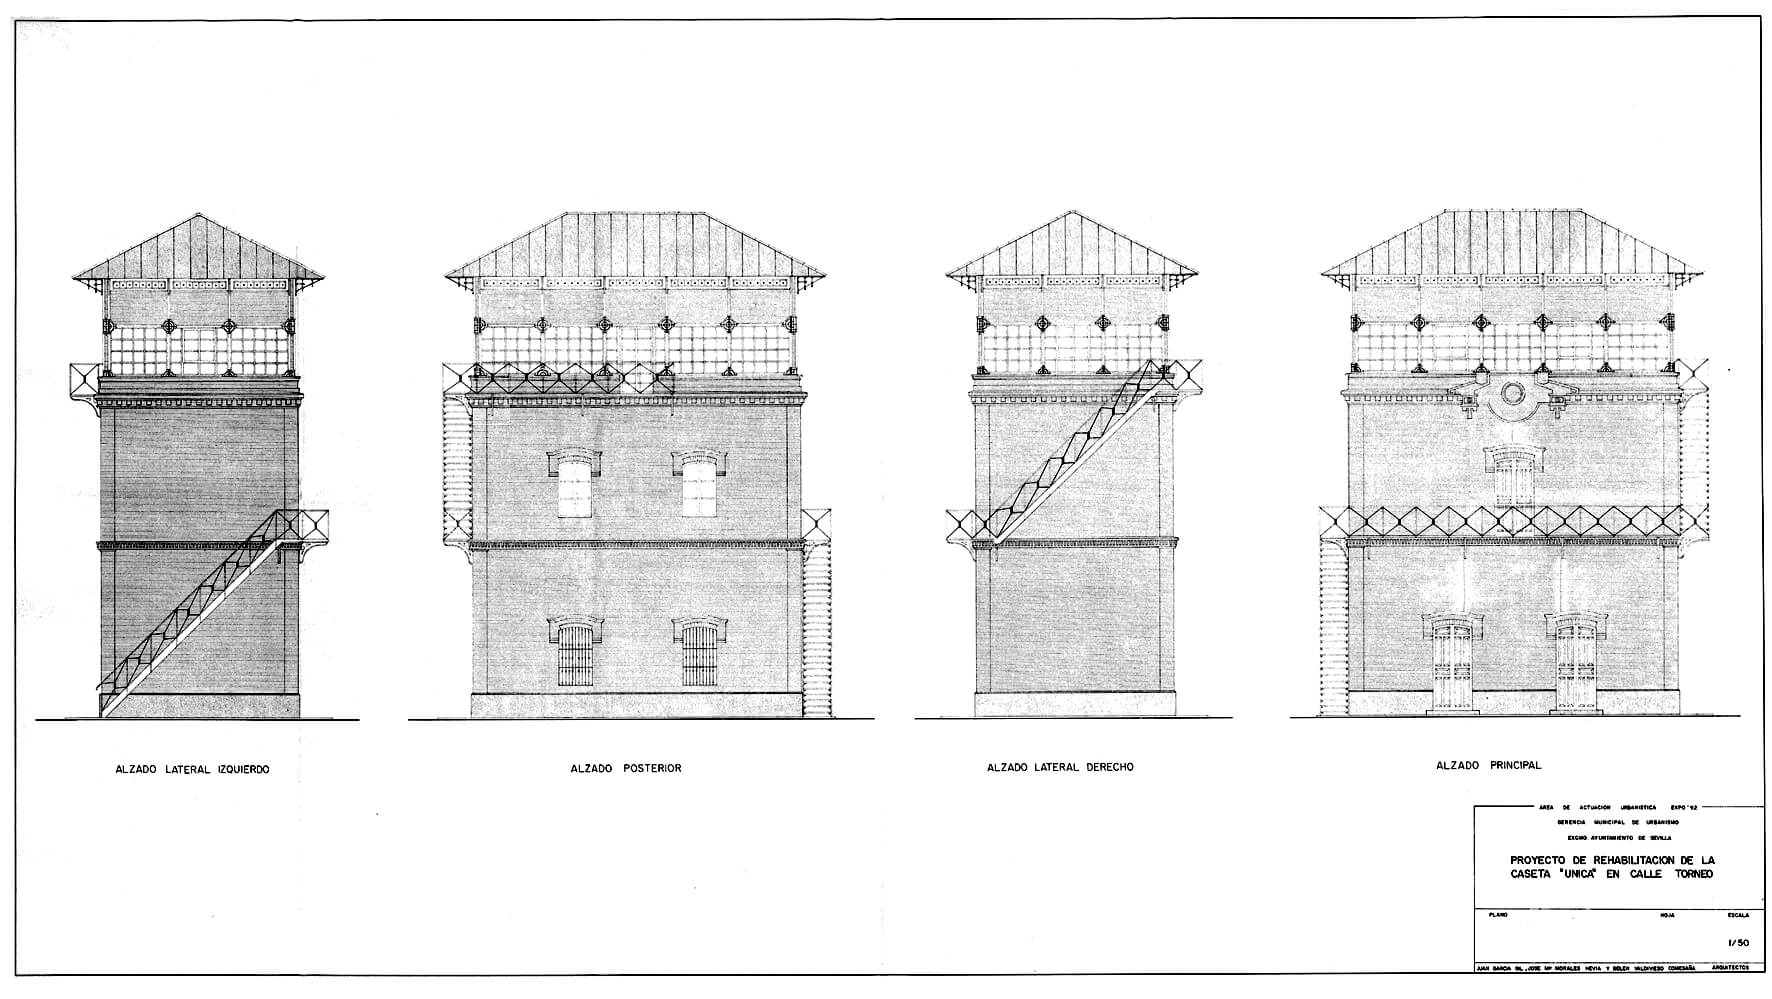 ALZADO LATERAL IZQUIERDO
ALZADO POSTERIOR
ALZADO LATERAL DERECHO
ALZADO PRINCIPAL
AREA DE ACTUACION URBANISTICA EXPO'92
GERENCIA MUNICIPAL DE URBANISMO
EXCMO. AYUNTAMIENTO DE SEVILLA
PROYECTO DE REHABILITACION DE LA
CASETA "UNICA" EN CALLE TORNEO
PLANO HOJA ESCALA
1/50
JUAN GARCIA GIL, JOSE Mª MORALES HEVIA Y BELEN VALDIVIESO COMESAÑA ARQUITECTOS